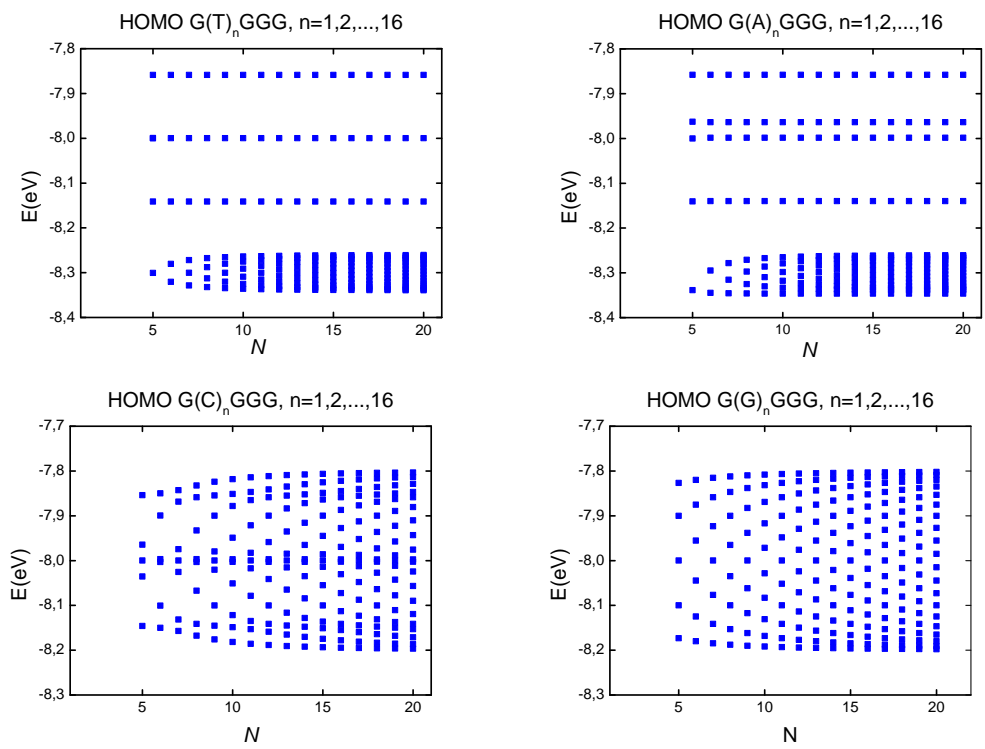 HOMO G(T)nGGG, n=1,2,...,16
-7,8
-7,9
-8,0
-8,1
-8,2
-8,3
-8,4
E(eV)
5 10 15 20
N
HOMO G(A)nGGG, n=1,2,...,16
-7,8
-7,9
-8,0
-8,1
-8,2
-8,3
-8,4
E(eV)
5 10 15 20
N
HOMO G(C)nGGG, n=1,2,...,16
-7,7
-7,8
-7,9
-8,0
-8,1
-8,2
-8,3
E(eV)
5 10 15 20
N
HOMO G(G)nGGG, n=1,2,...,16
-7,7
-7,8
-7,9
-8,0
-8,1
-8,2
-8,3
E(eV)
5 10 15 20
N